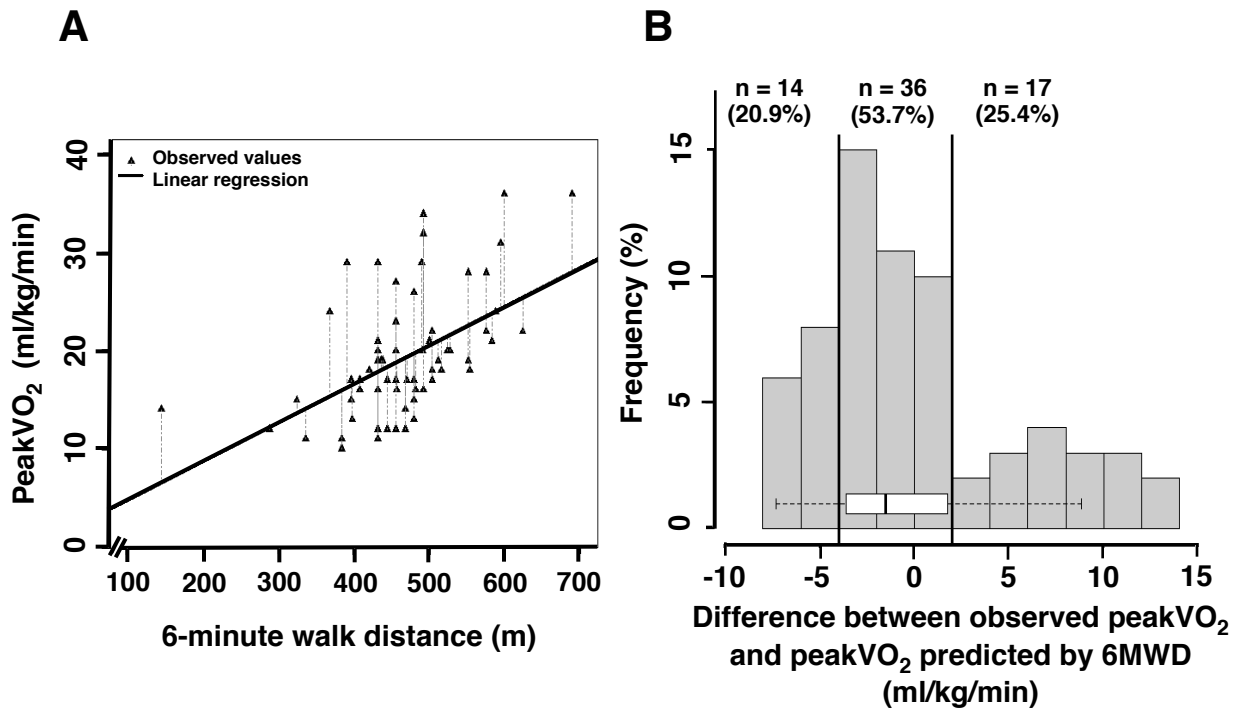 A
Observed values
Linear regression
40
30
20
10
0
PeakVO₂ (ml/kg/min)
100 200 300 400 500 600 700
6-minute walk distance (m)
B
n = 14 n = 36 n = 17
(20.9%) (53.7%) (25.4%)
15
10
5
0
Frequency (%)
-10 -5 0 5 10 15
Difference between observed peakVO₂
and peakVO₂ predicted by 6MWD
(ml/kg/min)